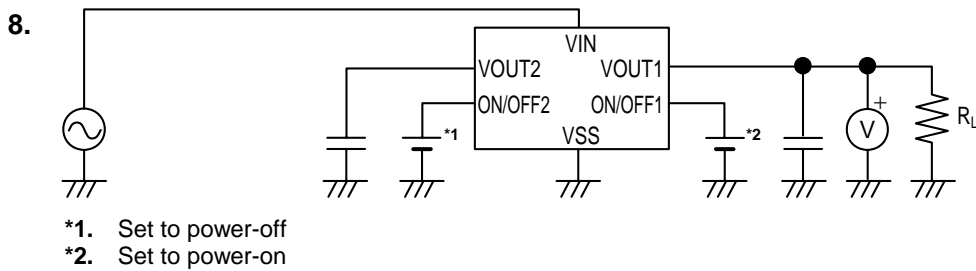 8.
VIN
VOUT2 VOUT1
ON/OFF2 ON/OFF1
*1 *2
VSS
+
V
RL
*1. Set to power-off
*2. Set to power-on